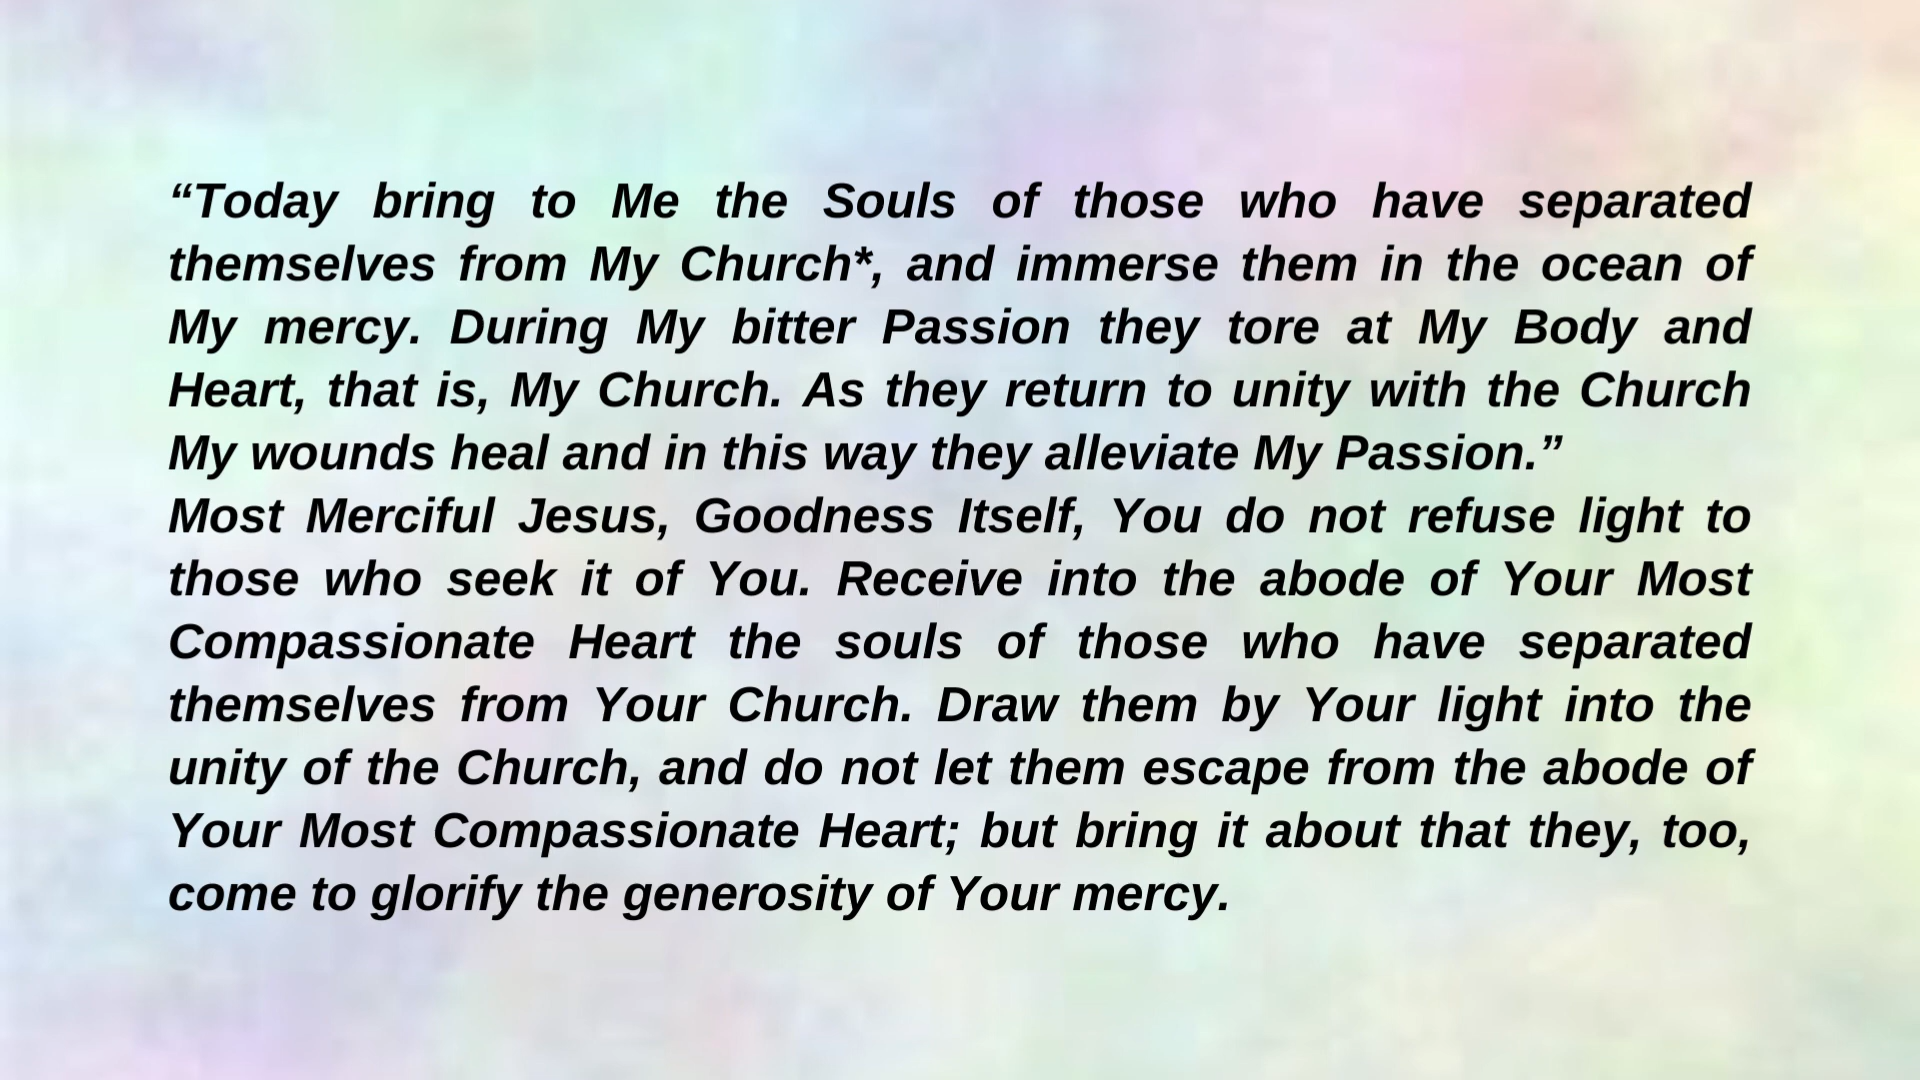 “Today bring to Me the Souls of those who have separated
themselves from My Church*, and immerse them in the ocean of
My mercy. During My bitter Passion they tore at My Body and
Heart, that is, My Church. As they return to unity with the Church
My wounds heal and in this way they alleviate My Passion.”
Most Merciful Jesus, Goodness Itself, You do not refuse light to
those who seek it of You. Receive into the abode of Your Most
Compassionate Heart the souls of those who have separated
themselves from Your Church. Draw them by Your light into the
unity of the Church, and do not let them escape from the abode of
Your Most Compassionate Heart; but bring it about that they, too,
come to glorify the generosity of Your mercy.